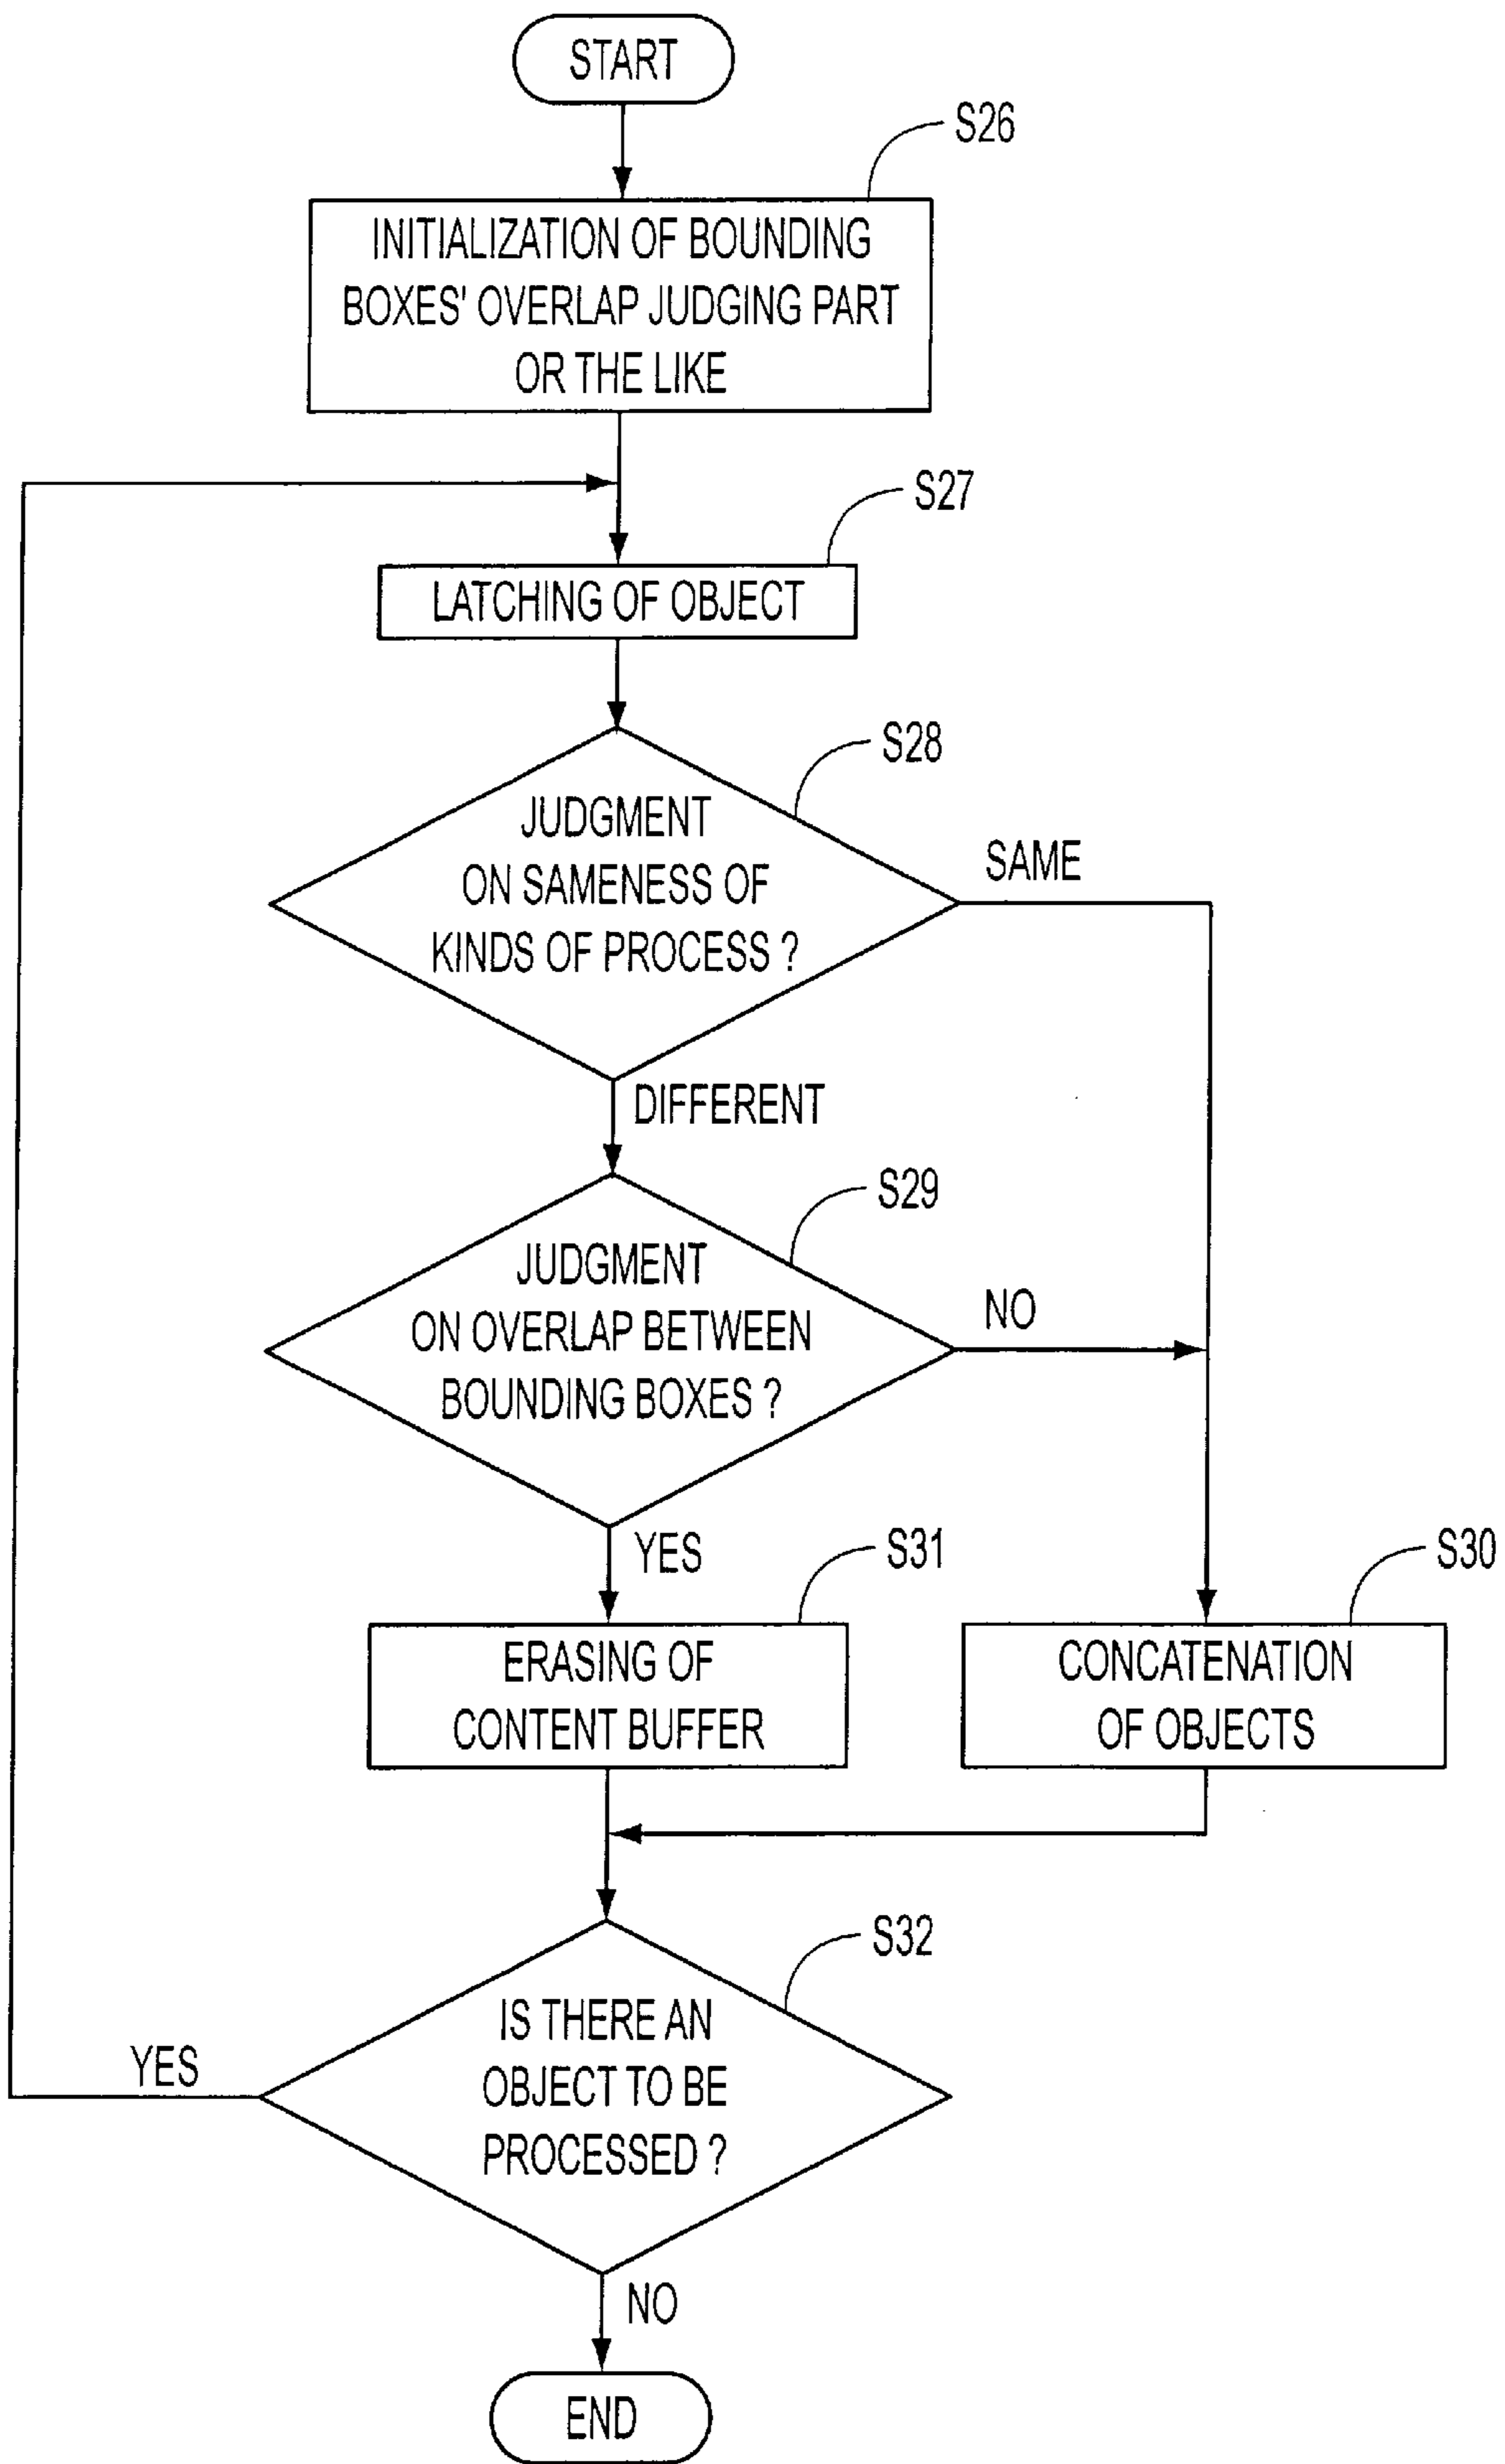 START
S26
INITIALIZATION OF BOUNDING
BOXES' OVERLAP JUDGING PART
OR THE LIKE
S27
LATCHING OF OBJECT
S28
JUDGMENT
ON SAMENESS OF
KINDS OF PROCESS ?
SAME
DIFFERENT
S29
JUDGMENT
ON OVERLAP BETWEEN
BOUNDING BOXES ?
NO
YES
S31
ERASING OF
CONTENT BUFFER
S30
CONCATENATION
OF OBJECTS
S32
IS THERE AN
OBJECT TO BE
PROCESSED ?
YES
NO
END